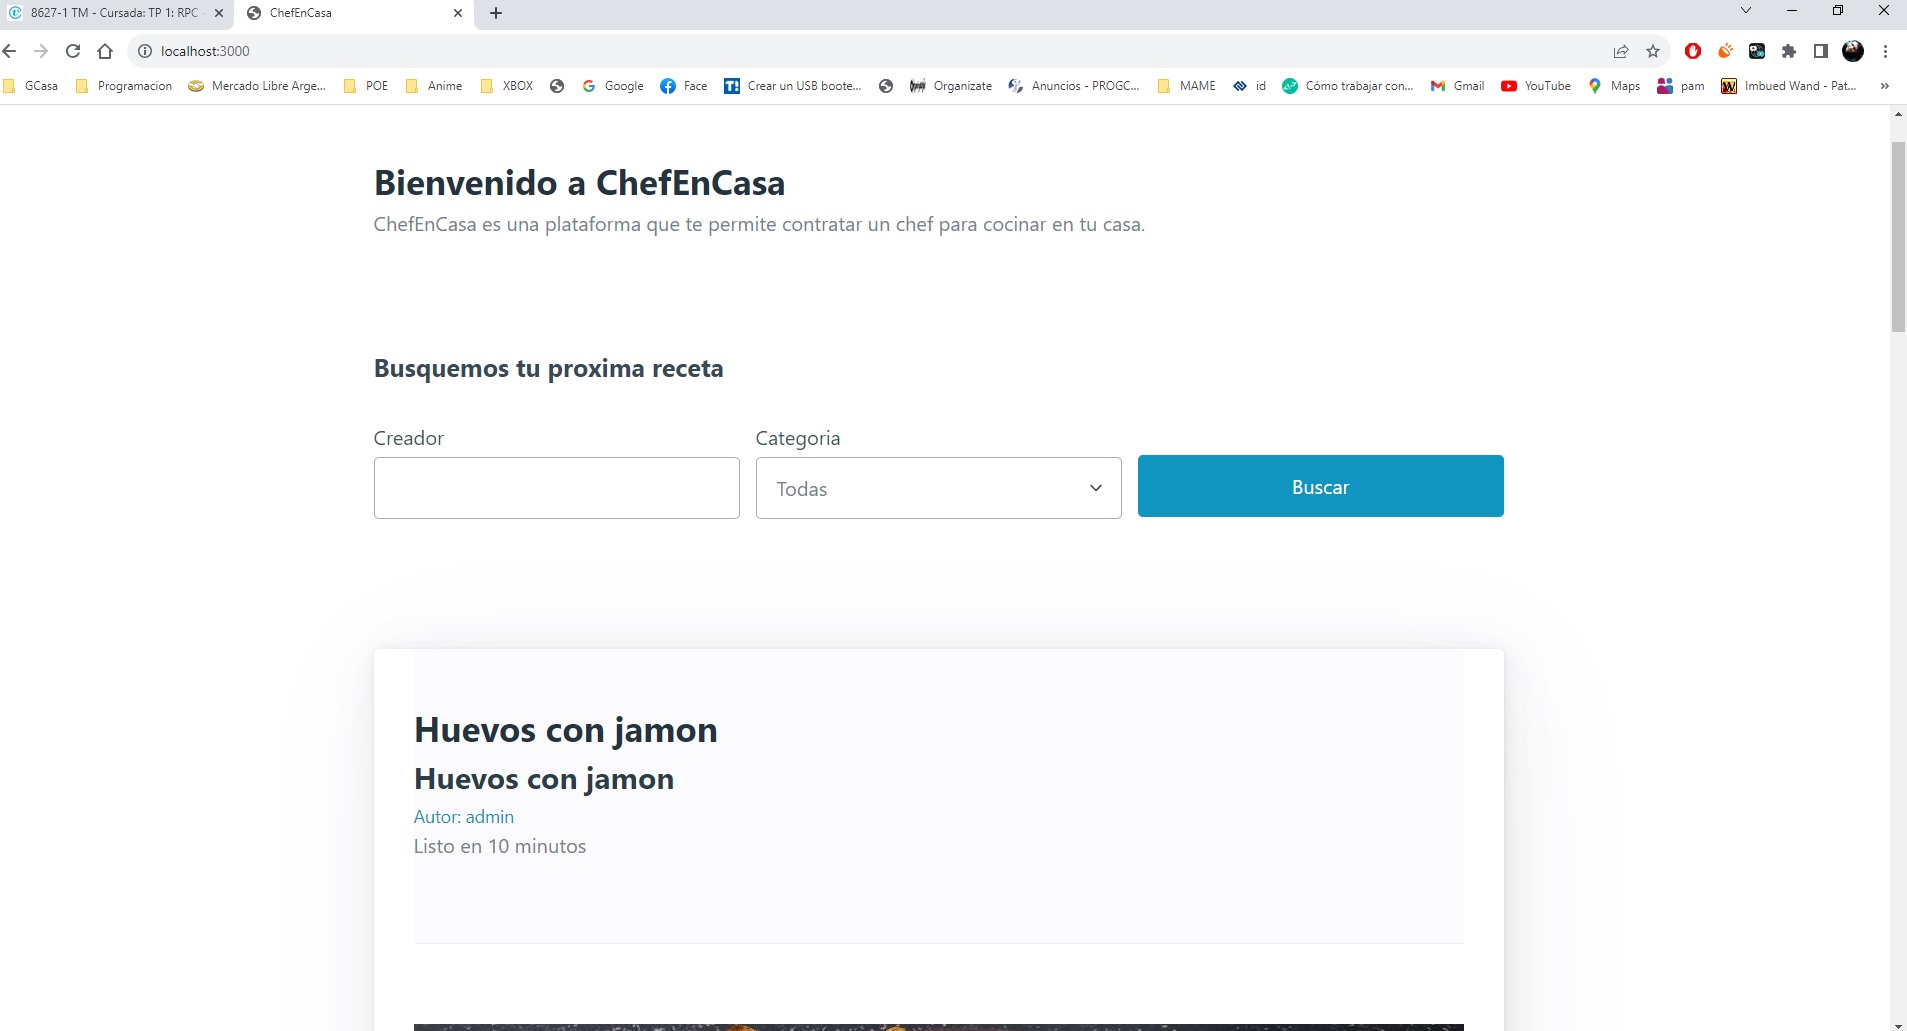 8627-1 TM - Cursada: TP 1: RPC -
ChefEnCasa
localhost:3000
GCasa Programacion Mercado Libre Arge... POE Anime XBOX Google Face Crear un USB boote... Organizate Anuncios - PROGC... MAME id Cómo trabajar con... Gmail YouTube Maps pam Imbued Wand - Pat... »
Bienvenido a ChefEnCasa
ChefEnCasa es una plataforma que te permite contratar un chef para cocinar en tu casa.
Busquemos tu proxima receta
Creador Categoria
Todas Buscar
Huevos con jamon
Huevos con jamon
Autor: admin
Listo en 10 minutos